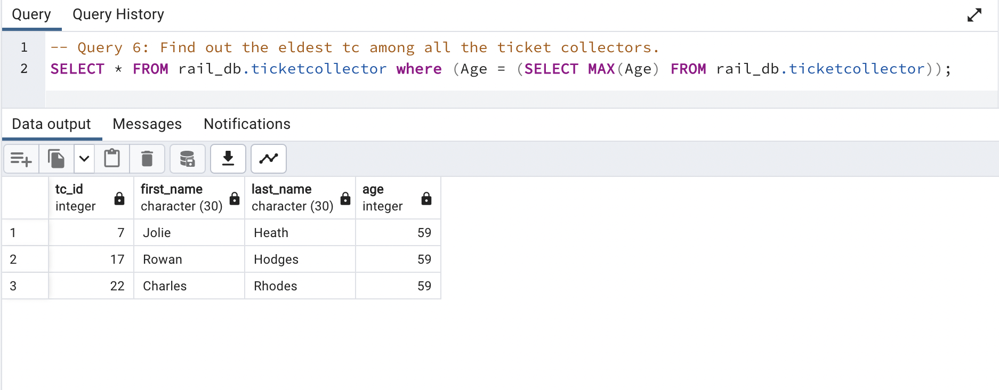 Query Query History
1 -- Query 6: Find out the eldest tc among all the ticket collectors.
2 SELECT * FROM rail_db.ticketcollector where (Age = (SELECT MAX(Age) FROM rail_db.ticketcollector));
Data output Messages Notifications
tc_id first_name last_name age
integer character (30) character (30) integer
1 7 Jolie Heath 59
2 17 Rowan Hodges 59
3 22 Charles Rhodes 59